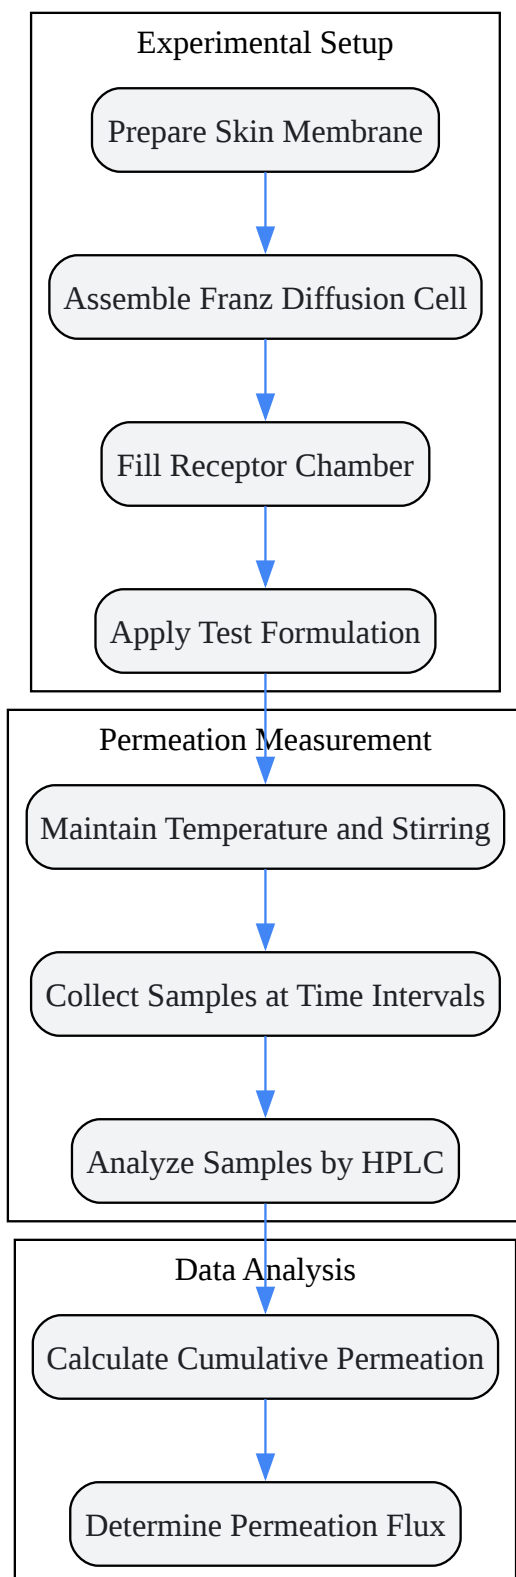 Experimental Setup
Prepare Skin Membrane
Assemble Franz Diffusion Cell
Fill Receptor Chamber
Apply Test Formulation
Permeation Measurement
Maintain Temperature and Stirring
Collect Samples at Time Intervals
Analyze Samples by HPLC
Data Analysis
Calculate Cumulative Permeation
Determine Permeation Flux